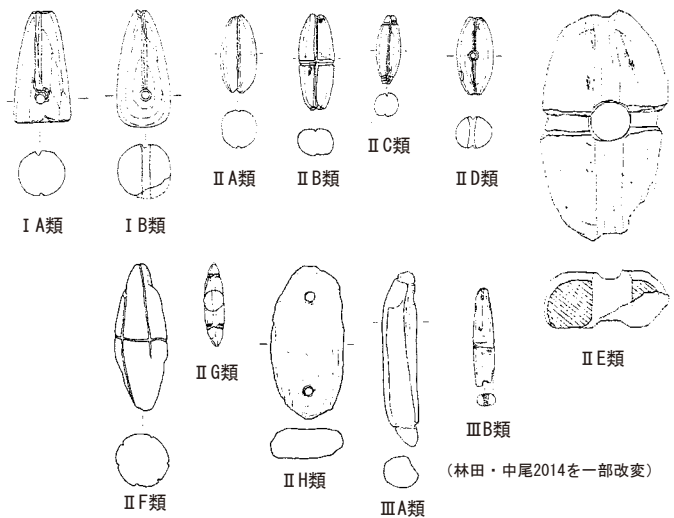 ⅠA類
ⅠB類
ⅡA類
ⅡB類
ⅡC類
ⅡD類
ⅡE類
ⅡF類
ⅡG類
ⅡH類
ⅢA類
ⅢB類
（林田・中尾2014を一部改変）